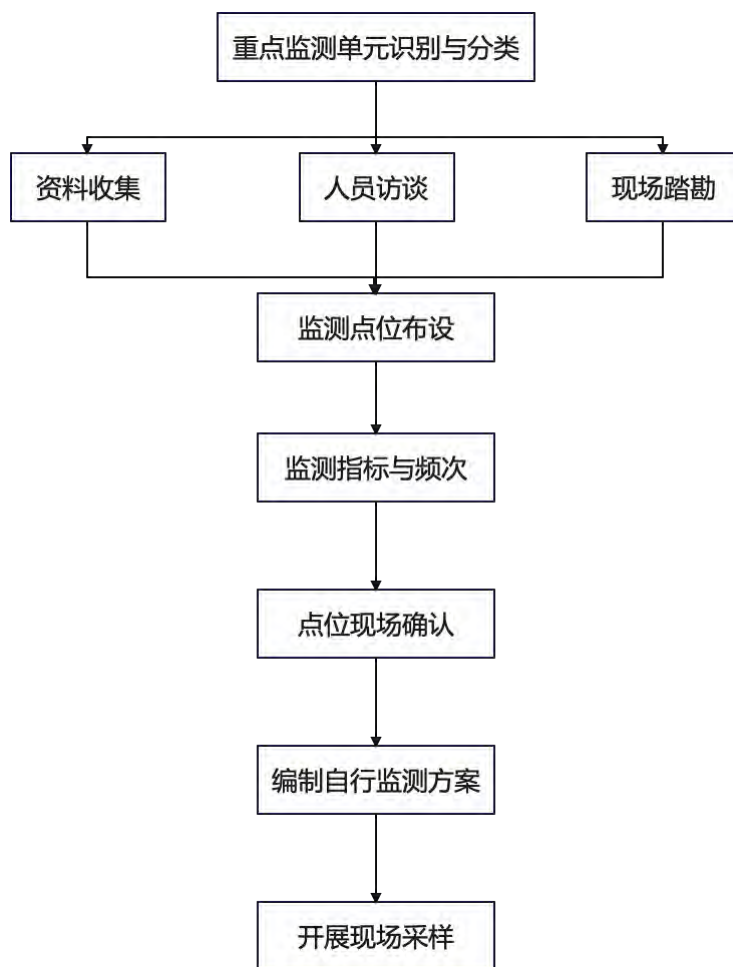 重点监测单元识别与分类
资料收集
人员访谈
现场踏勘
监测点位布设
监测指标与频次
点位现场确认
编制自行监测方案
开展现场采样